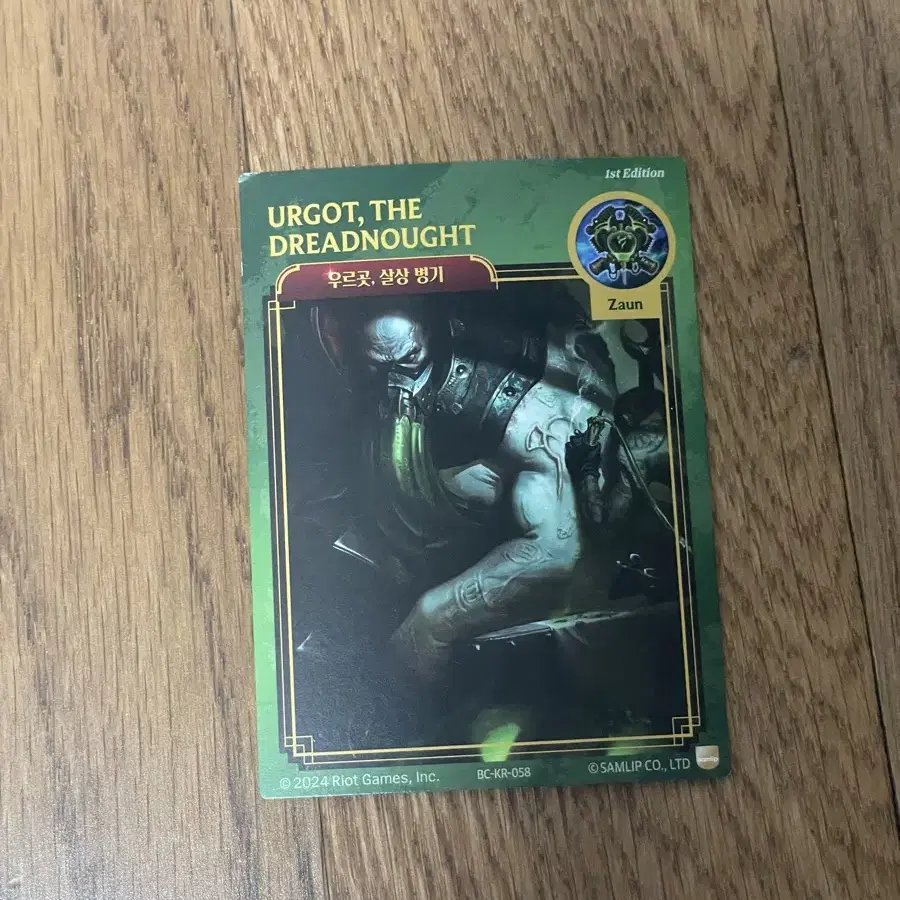 1st Edition
URGOT, THE
DREADNOUGHT
우르곳, 살상 병기
Zaun
© 2024 Riot Games, Inc.
BC-KR-058
© SAMLIP CO., LTD
samlip